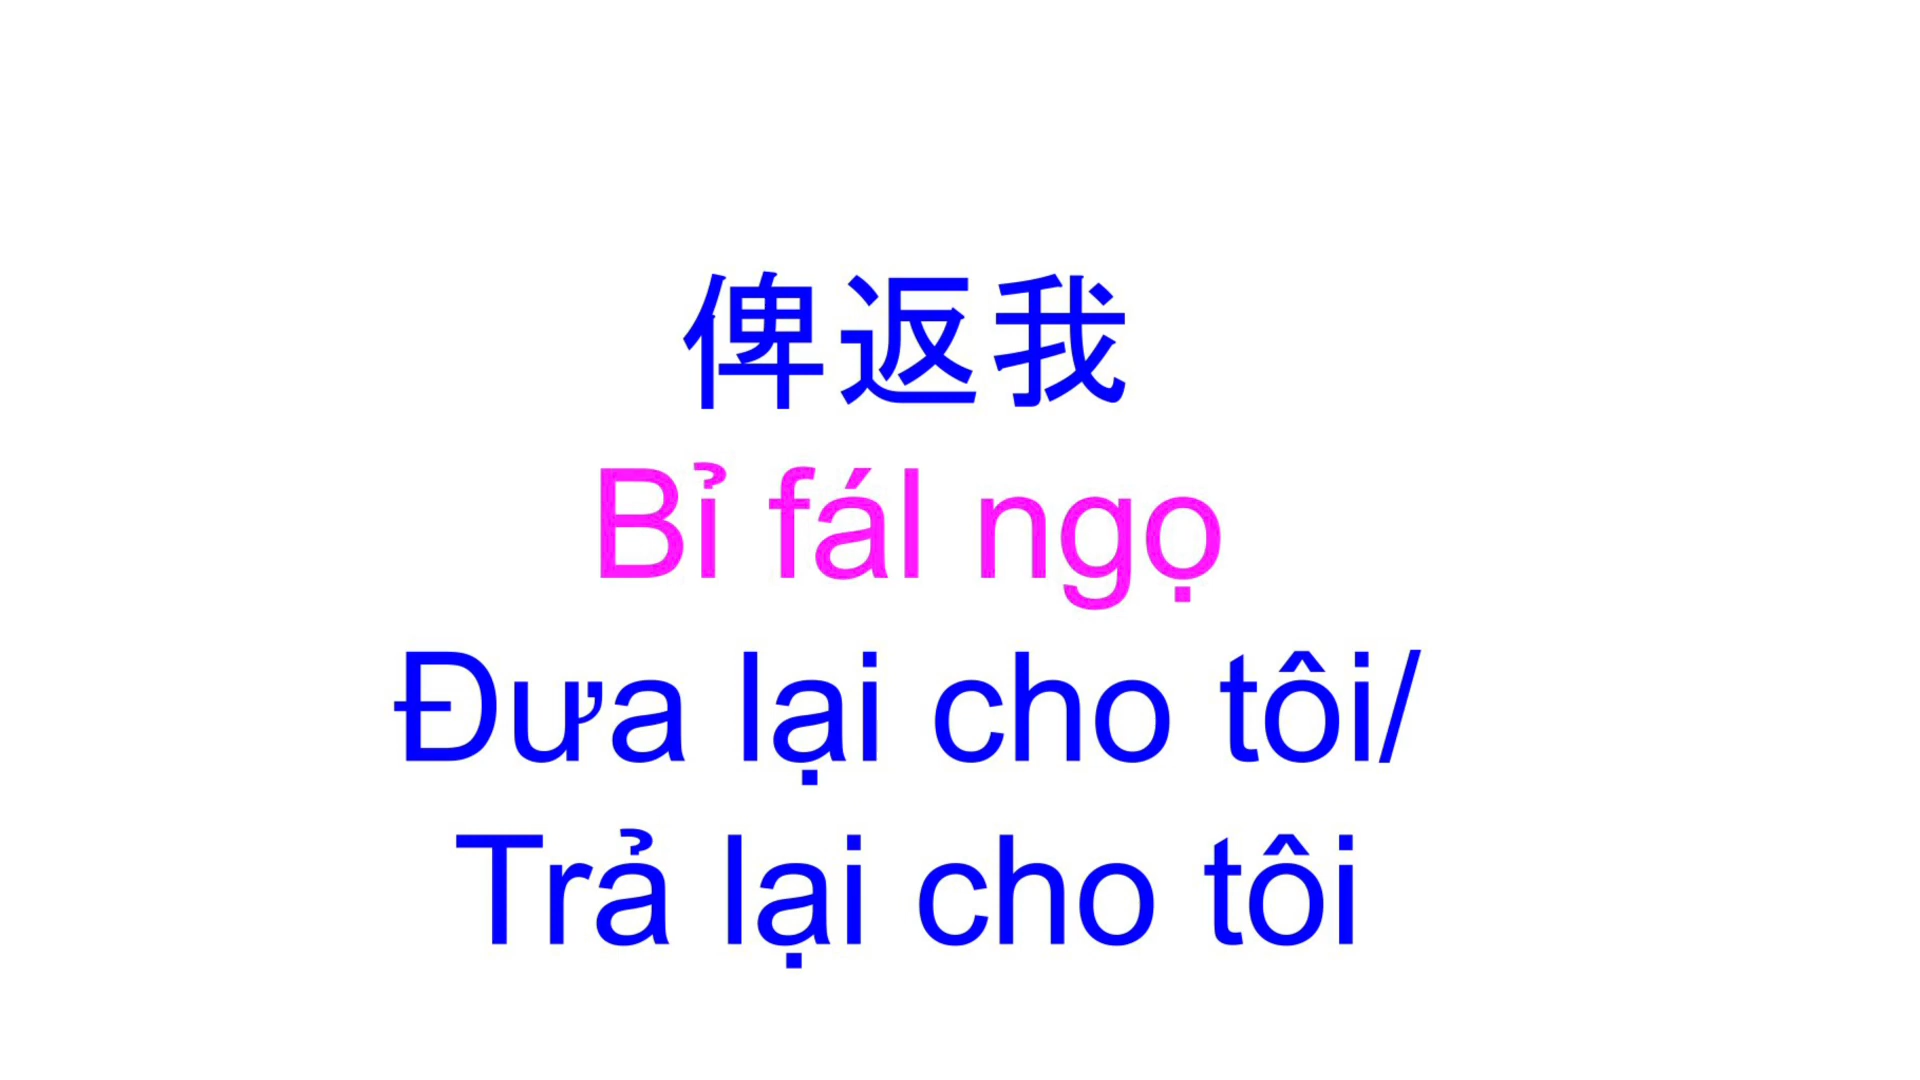 俾返我
Bỉ fál ngọ
Đưa lại cho tôi/
Trả lại cho tôi